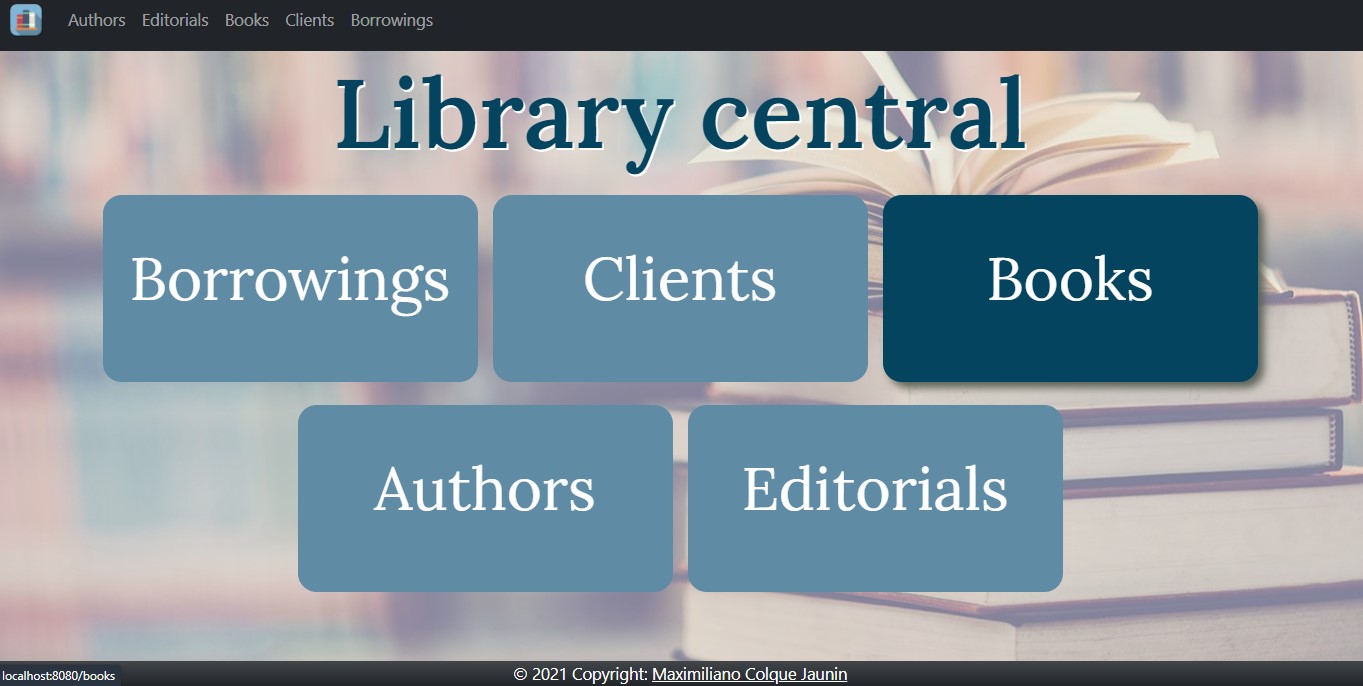 Authors Editorials Books Clients Borrowings
Library central
Borrowings Clients Books
Authors Editorials
© 2021 Copyright: Maximiliano Colque Jaunin
localhost:8080/books